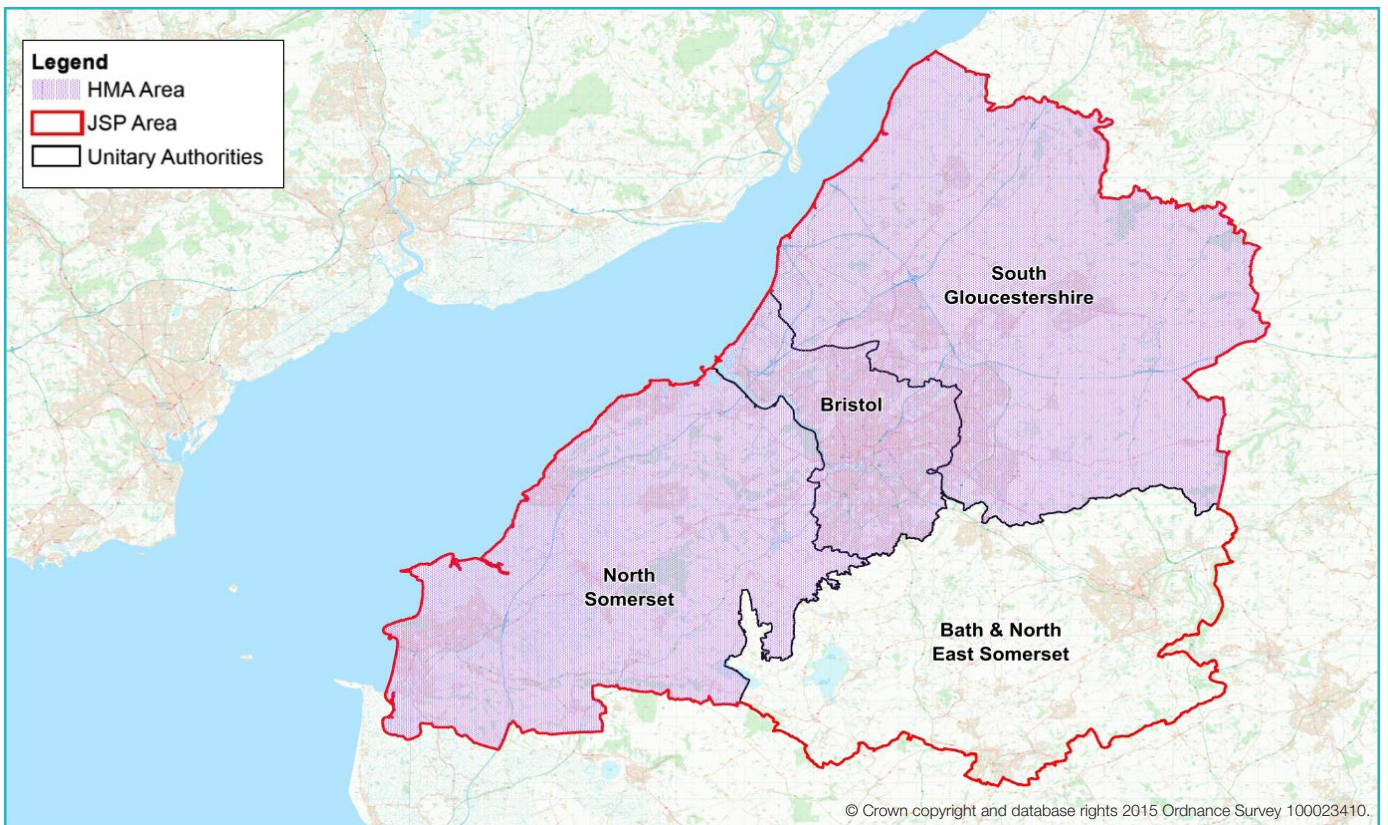 Legend
HMA Area
JSP Area
Unitary Authorities
South
Gloucestershire
Bristol
North
Somerset
Bath & North
East Somerset
© Crown copyright and database rights 2015 Ordnance Survey 100023410.